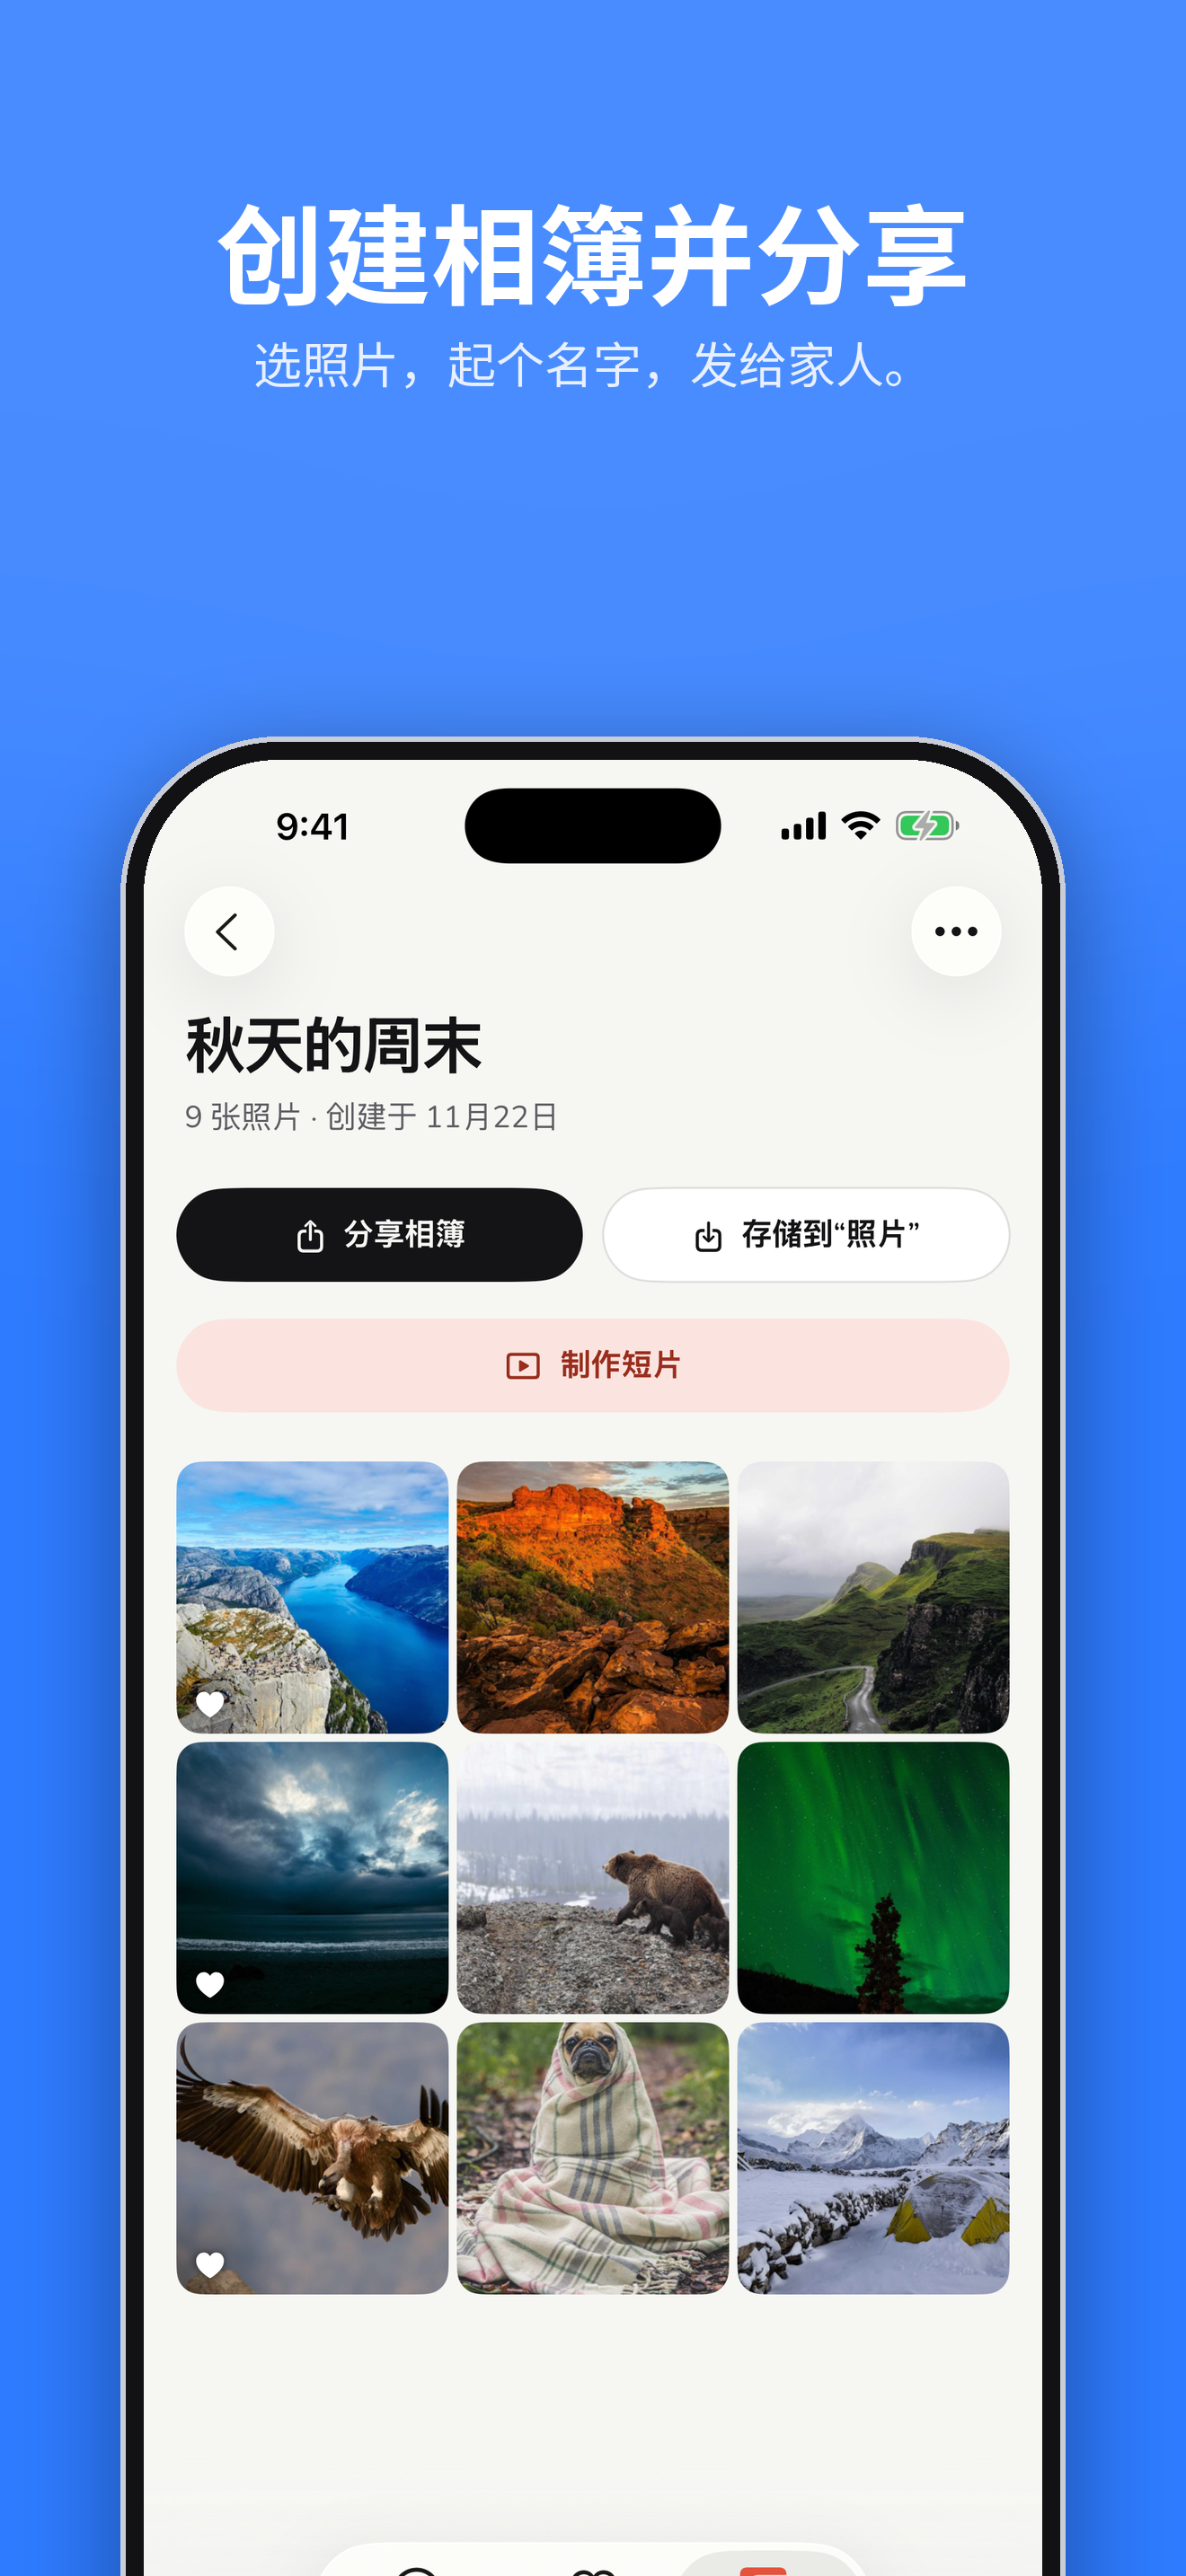 创建相簿并分享
选照片，起个名字，发给家人。
9:41
秋天的周末
9 张照片 · 创建于 11月22日
分享相簿
存储到“照片”
制作短片